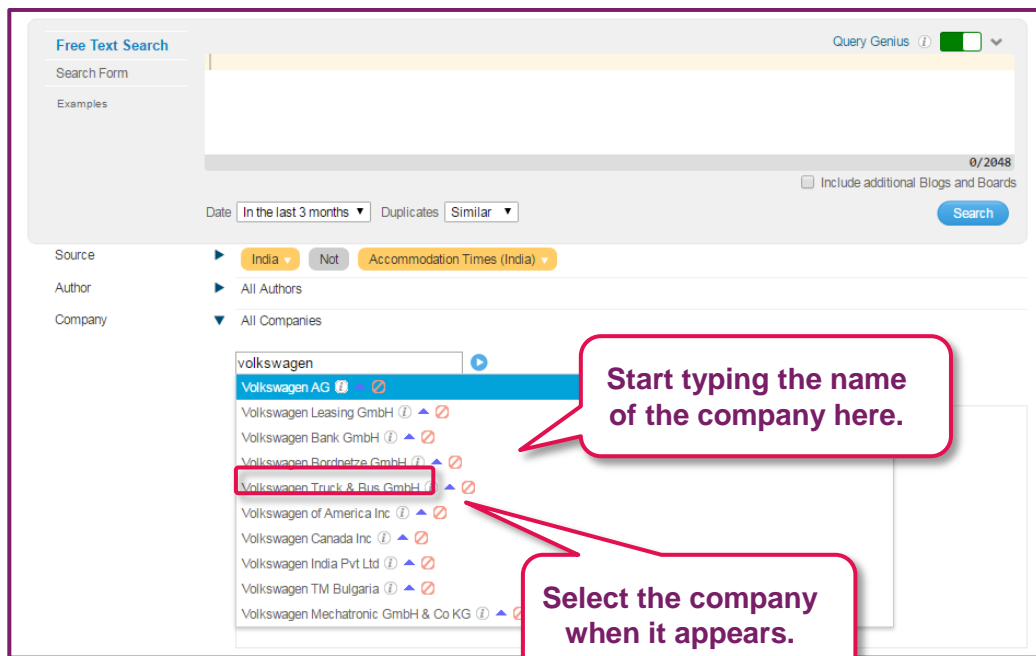 Free Text Search
Query Genius i
Search Form
Examples
0/2048
Include additional Blogs and Boards
Date In the last 3 months Duplicates Similar
Search
Source India Not Accommodation Times (India)
Author All Authors
Company All Companies
volkswagen
Volkswagen AG i
Volkswagen Leasing GmbH i
Volkswagen Bank GmbH i
Volkswagen Bordnetze GmbH i
Volkswagen Truck & Bus GmbH i
Volkswagen of America Inc i
Volkswagen Canada Inc i
Volkswagen India Pvt Ltd i
Volkswagen TM Bulgaria i
Volkswagen Mechatronic GmbH & Co KG i
Start typing the name
of the company here.
Select the company
when it appears.